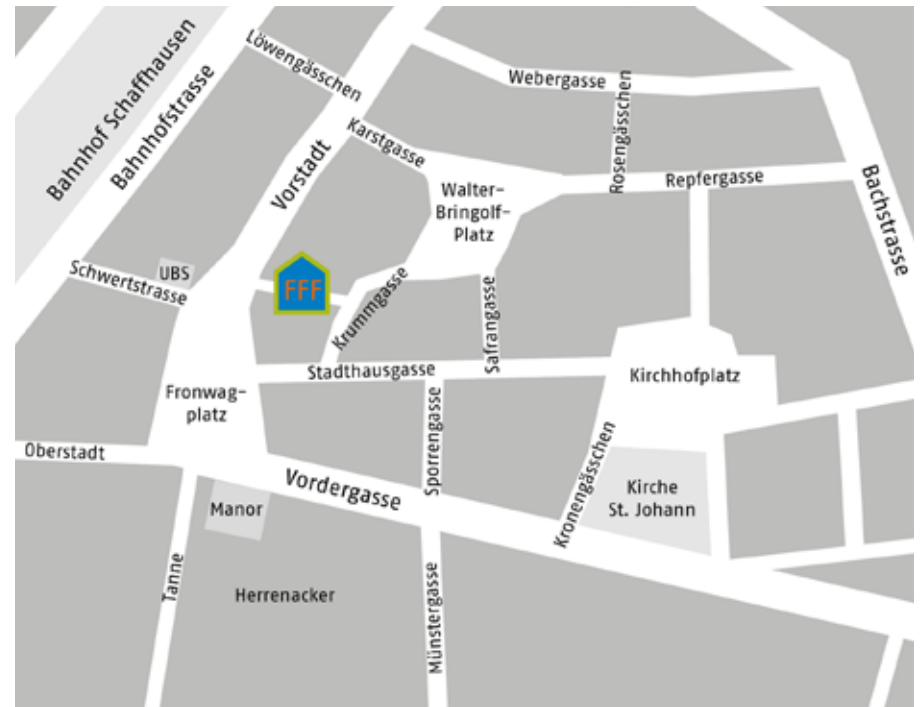 Bahnhof Schaffhausen
Bahnhofstrasse
Löwengässchen
Webergasse
Rosengässchen
Karstgasse
Vorstadt
Walter-
Bringolf-
Platz
Repfergasse
Bachstrasse
Schwertstrasse
UBS
FFF
Krummgasse
Safrangasse
Stadthausgasse
Kirchhofplatz
Fronwag-
platz
Oberstadt
Sporrengasse
Vordergasse
Kronengässchen
Kirche
St. Johann
Manor
Tanne
Herrenacker
Münstergasse